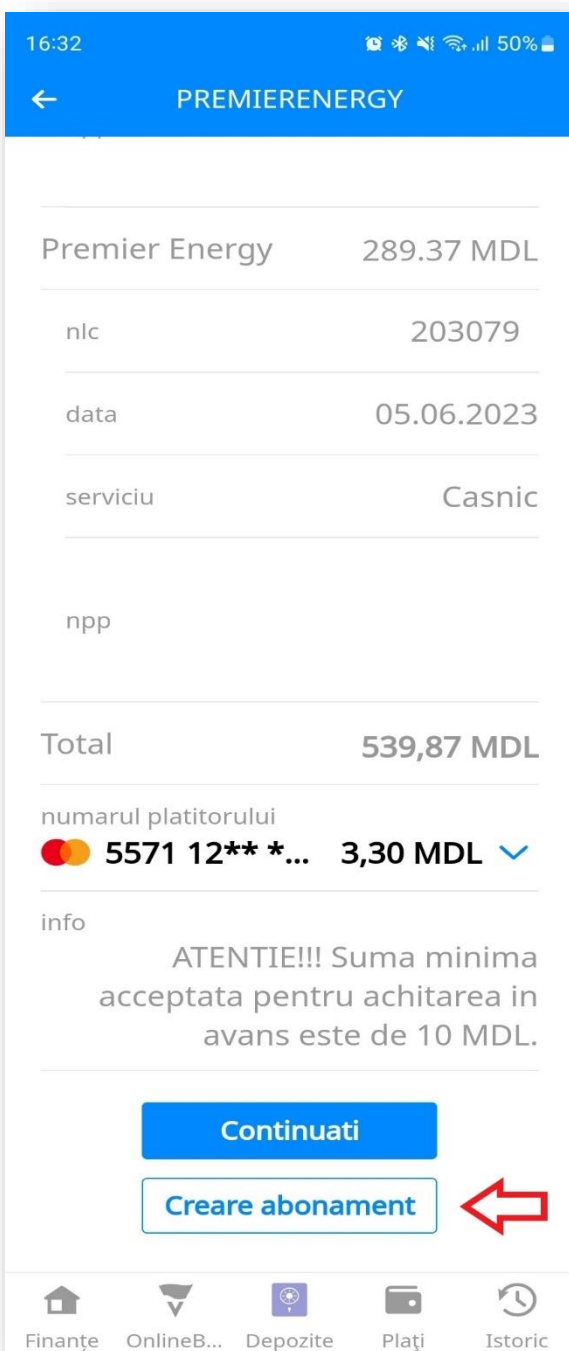 16:32 50%
PREMIERENERGY
Premier Energy 289.37 MDL
nlc 203079
data 05.06.2023
serviciu Casnic
npp
Total 539,87 MDL
numarul platitorului
5571 12** *... 3,30 MDL
info
ATENTIE!!! Suma minima
acceptata pentru achitarea in
avans este de 10 MDL.
Continuati
Creare abonament
Finanțe OnlineB... Depozite Plați Istoric